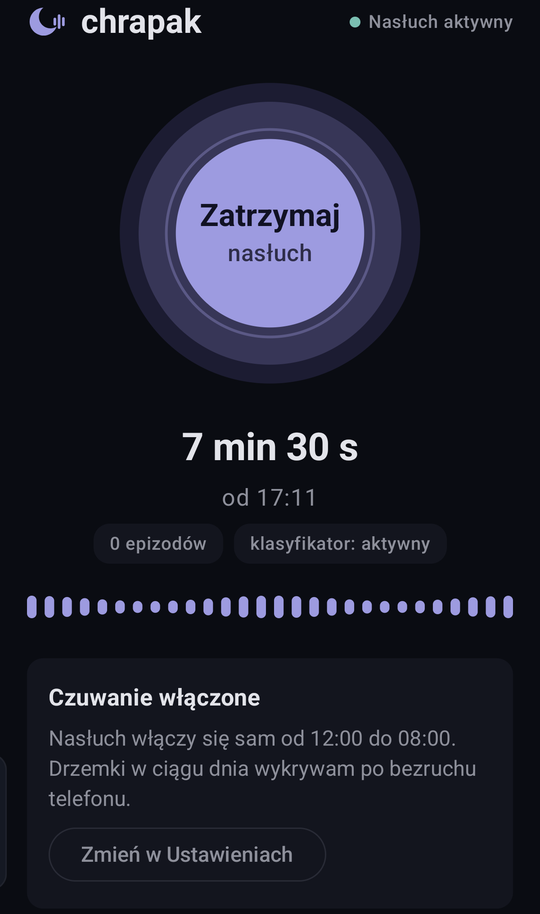 chrapak
Nasłuch aktywny
Zatrzymaj
nasłuch
7 min 30 s
od 17:11
0 epizodów
klasyfikator: aktywny
Czuwanie włączone
Nasłuch włączy się sam od 12:00 do 08:00.
Drzemki w ciągu dnia wykrywam po bezruchu
telefonu.
Zmień w Ustawieniach